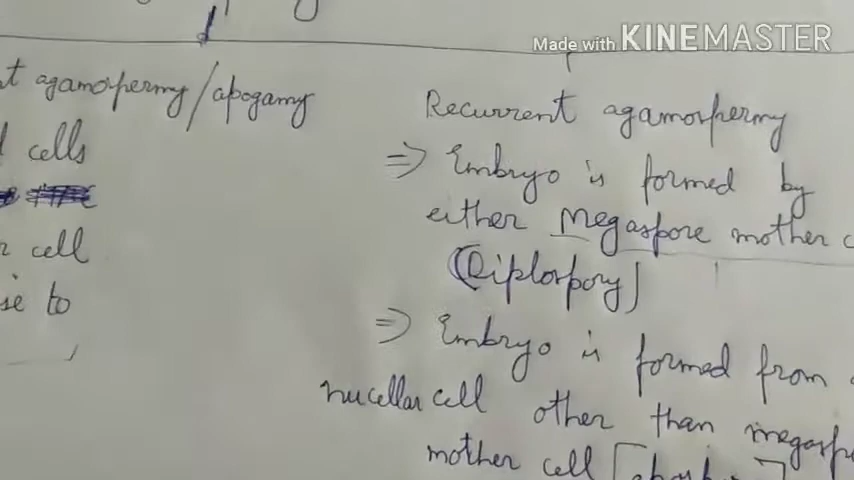 Made with KINEMASTER
t agamospermy/apogamy
cells
cell
se to
Recurrent agamospermy
⇒ Embryo is formed by
either Megaspore mother c
(Diplospory]
⇒ Embryo is formed from
nucellar cell other than megaspo
mother cell [